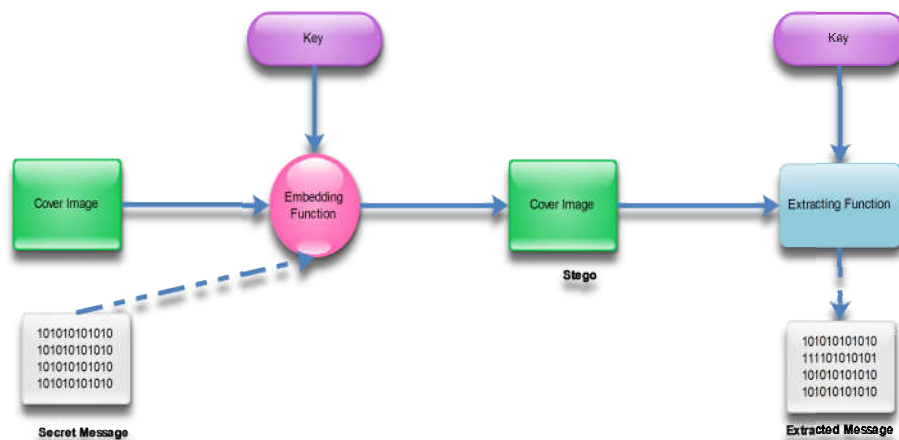 Key
Key
Cover Image
Embedding
Function
Cover Image
Extracting Function
Stego
101010101010
101010101010
101010101010
101010101010
Secret Message
101010101010
111101010101
101010101010
101010101010
Extracted Message